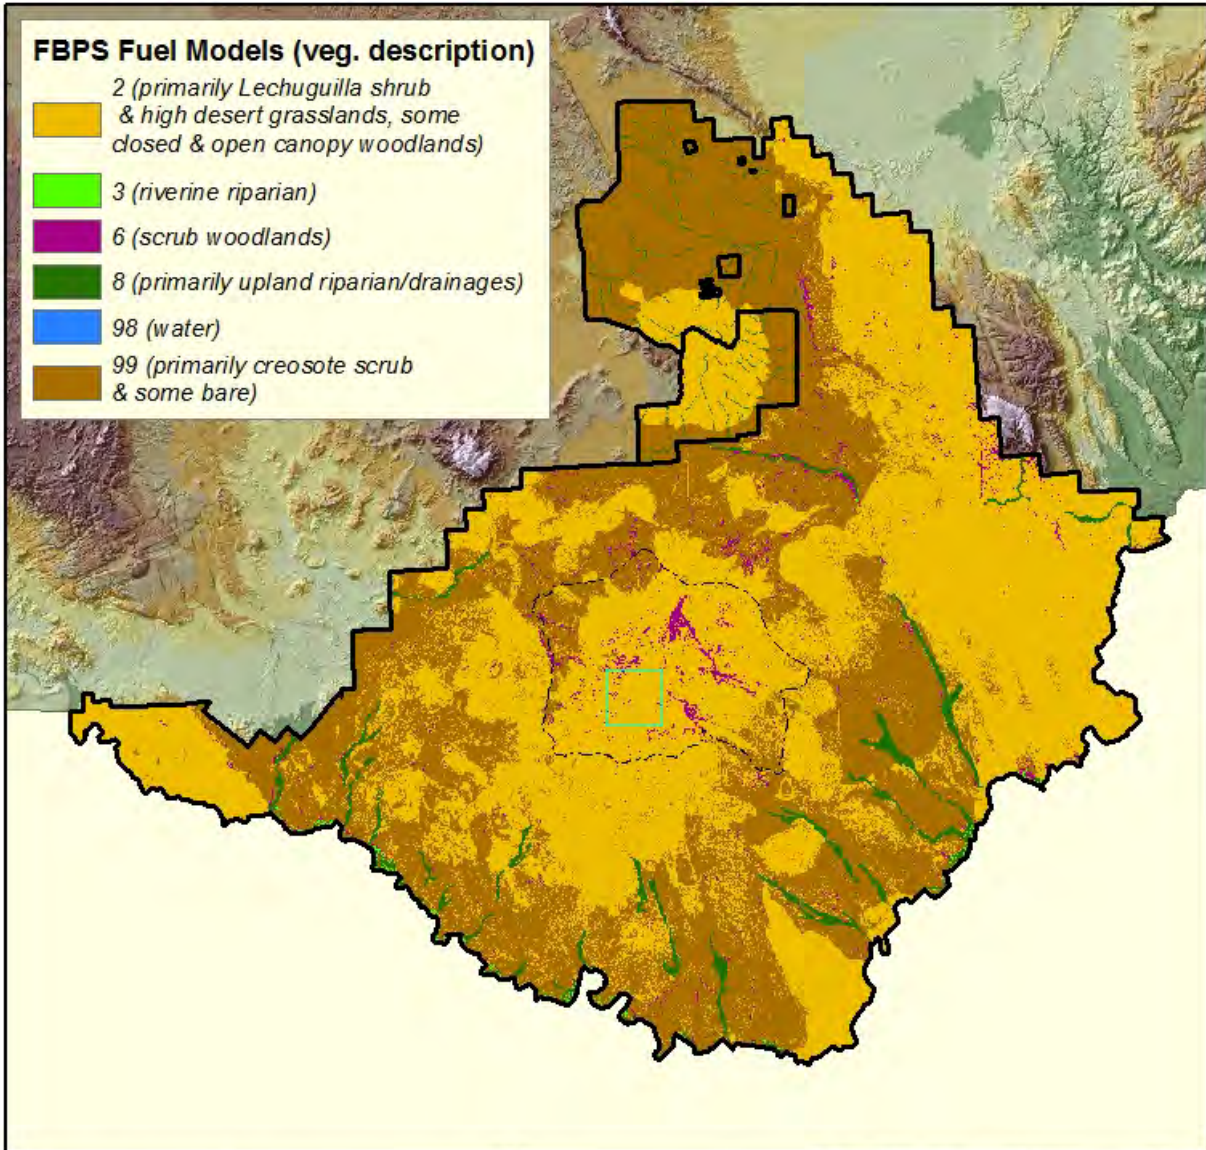 FBPS Fuel Models (veg. description)
2 (primarily Lechuguilla shrub
& high desert grasslands, some
closed & open canopy woodlands)
3 (riverine riparian)
6 (scrub woodlands)
8 (primarily upland riparian/drainages)
98 (water)
99 (primarily creosote scrub
& some bare)